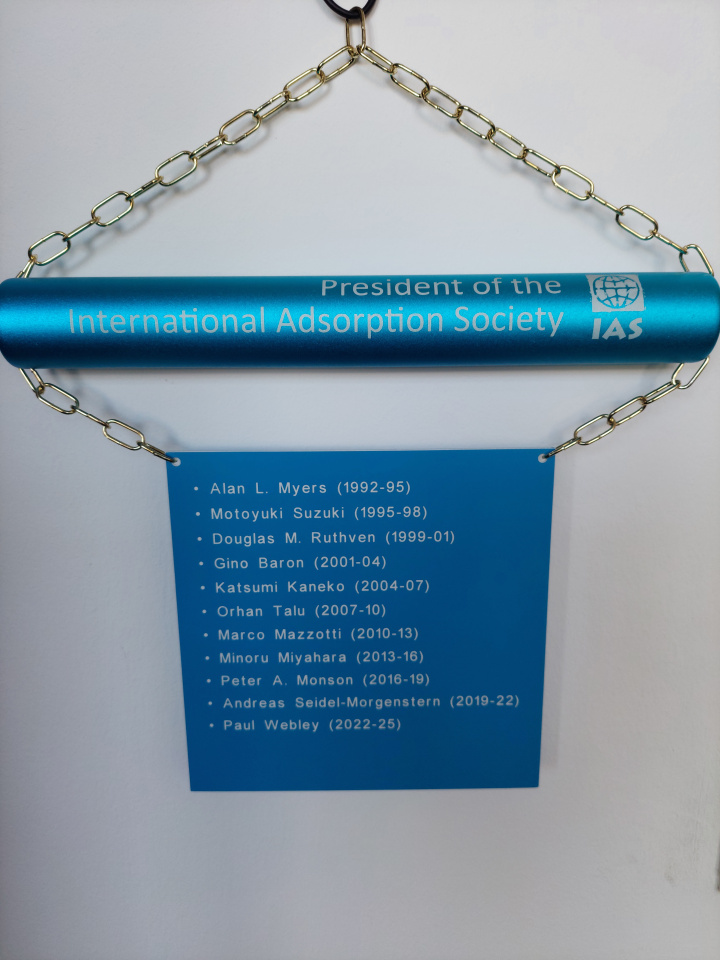 President of the
International Adsorption Society
IAS
• Alan L. Myers (1992-95)
• Motoyuki Suzuki (1995-98)
• Douglas M. Ruthven (1999-01)
• Gino Baron (2001-04)
• Katsumi Kaneko (2004-07)
• Orhan Talu (2007-10)
• Marco Mazzotti (2010-13)
• Minoru Miyahara (2013-16)
• Peter A. Monson (2016-19)
• Andreas Seidel-Morgenstern (2019-22)
• Paul Webley (2022-25)